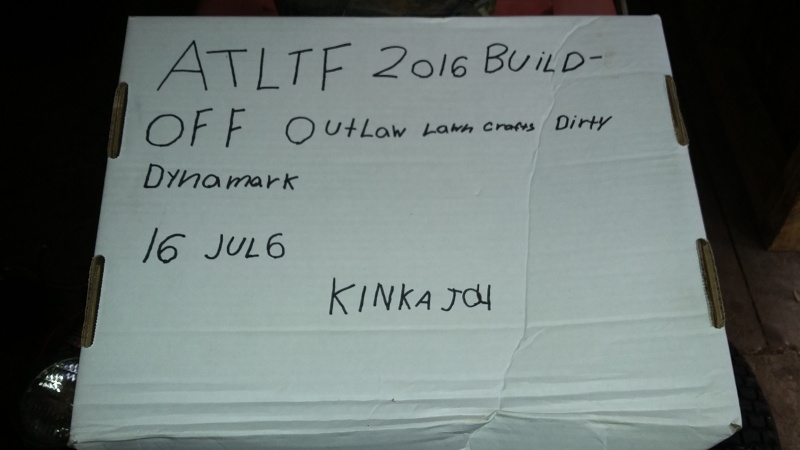 ATLTF 2016 BUILD-
OFF OUTLAW Lawn Crafts Dirty
Dynamark
16 JUL6
KINKAJOU